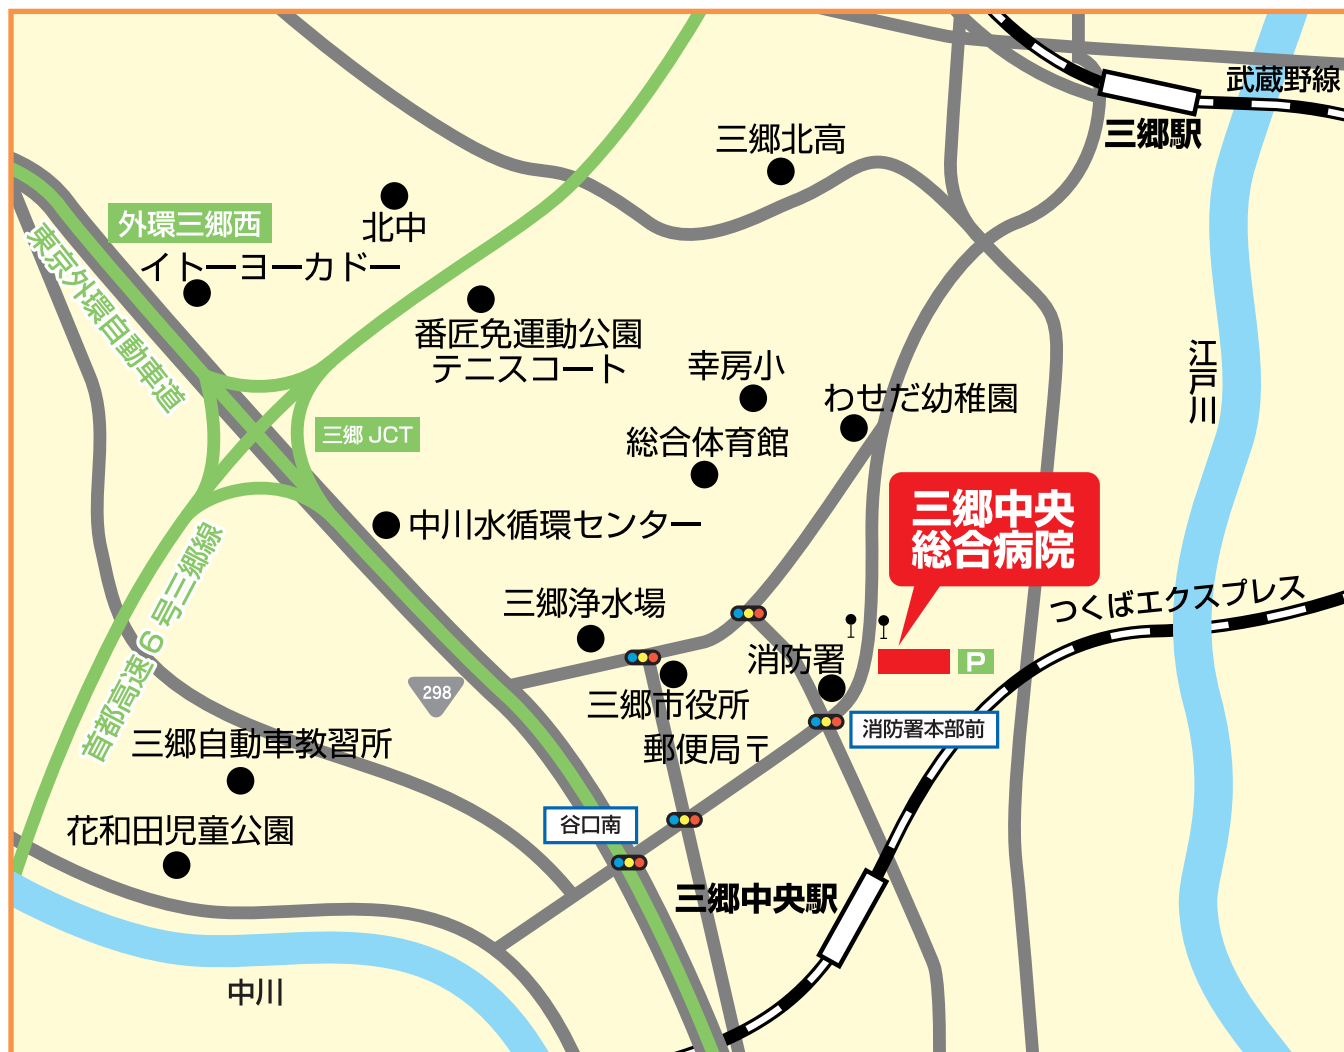 武蔵野線
三郷駅
三郷北高
北中
外環三郷西
イトーヨーカドー
東京外環自動車道
番匠免運動公園
テニスコート
幸房小
わせだ幼稚園
江戸川
三郷 JCT
総合体育館
三郷中央
総合病院
中川水循環センター
つくばエクスプレス
首都高速6号三郷線
三郷浄水場
消防署
P
298
三郷市役所
消防署本部前
郵便局〒
三郷自動車教習所
谷口南
花和田児童公園
三郷中央駅
中川